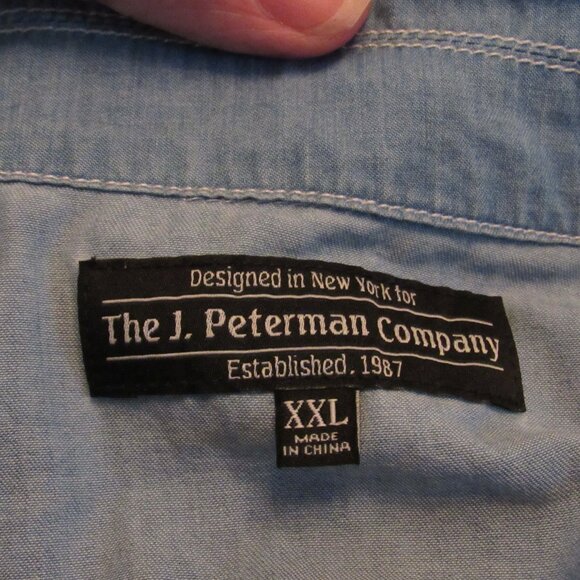 Designed in New York for
The J. Peterman Company
Established. 1987
XXL
MADE
IN CHINA